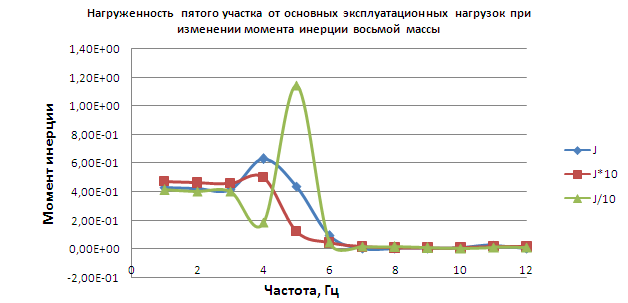 Нагруженность пятого участка от основных эксплуатационных нагрузок при
изменении момента инерции восьмой массы
Момент инерции
1,40E+00
1,20E+00
1,00E+00
8,00E-01
6,00E-01
4,00E-01
2,00E-01
0,00E+00
-2,00E-01
0 2 4 6 8 10 12
Частота, Гц
J
J*10
J/10